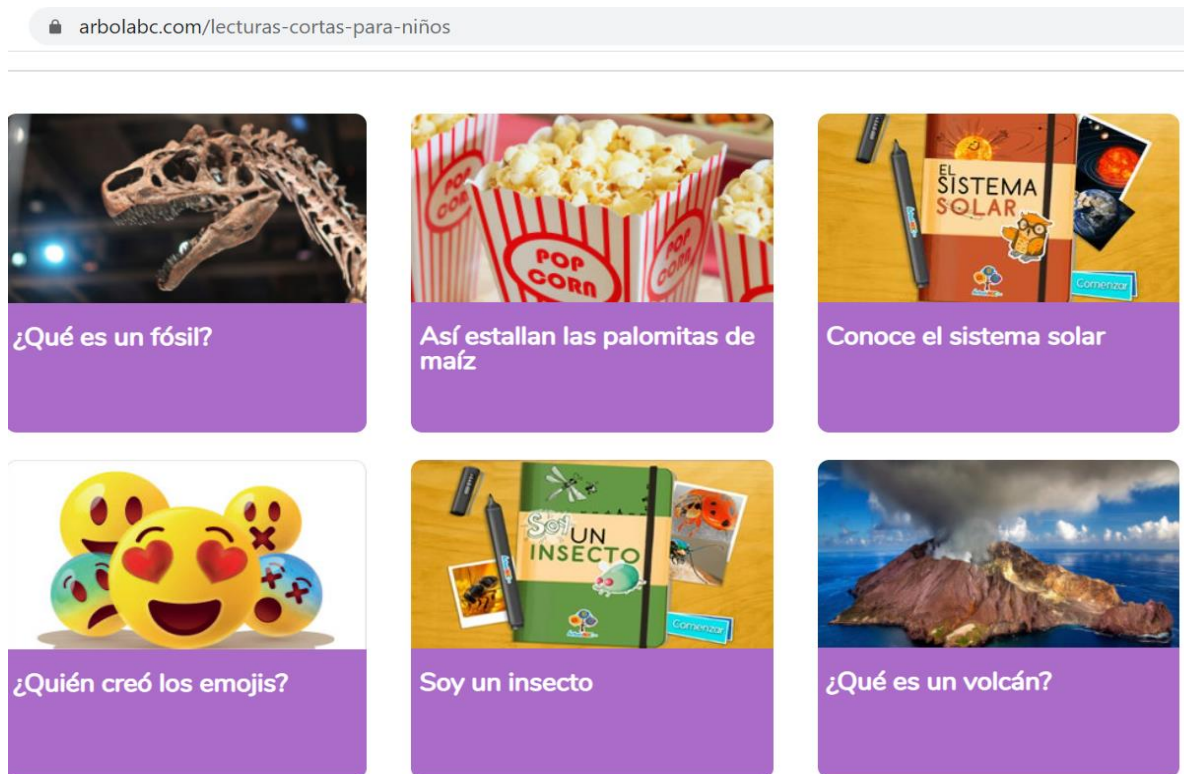 arbolabc.com/lecturas-cortas-para-niños
POP
CORN
POP
CORN
POP
CORN
EL
SISTEMA
SOLAR
Comenzar
¿Qué es un fósil?
Así estallan las palomitas de
maíz
Conoce el sistema solar
Soy UN
INSECTO
Comenzar
¿Quién creó los emojis?
Soy un insecto
¿Qué es un volcán?